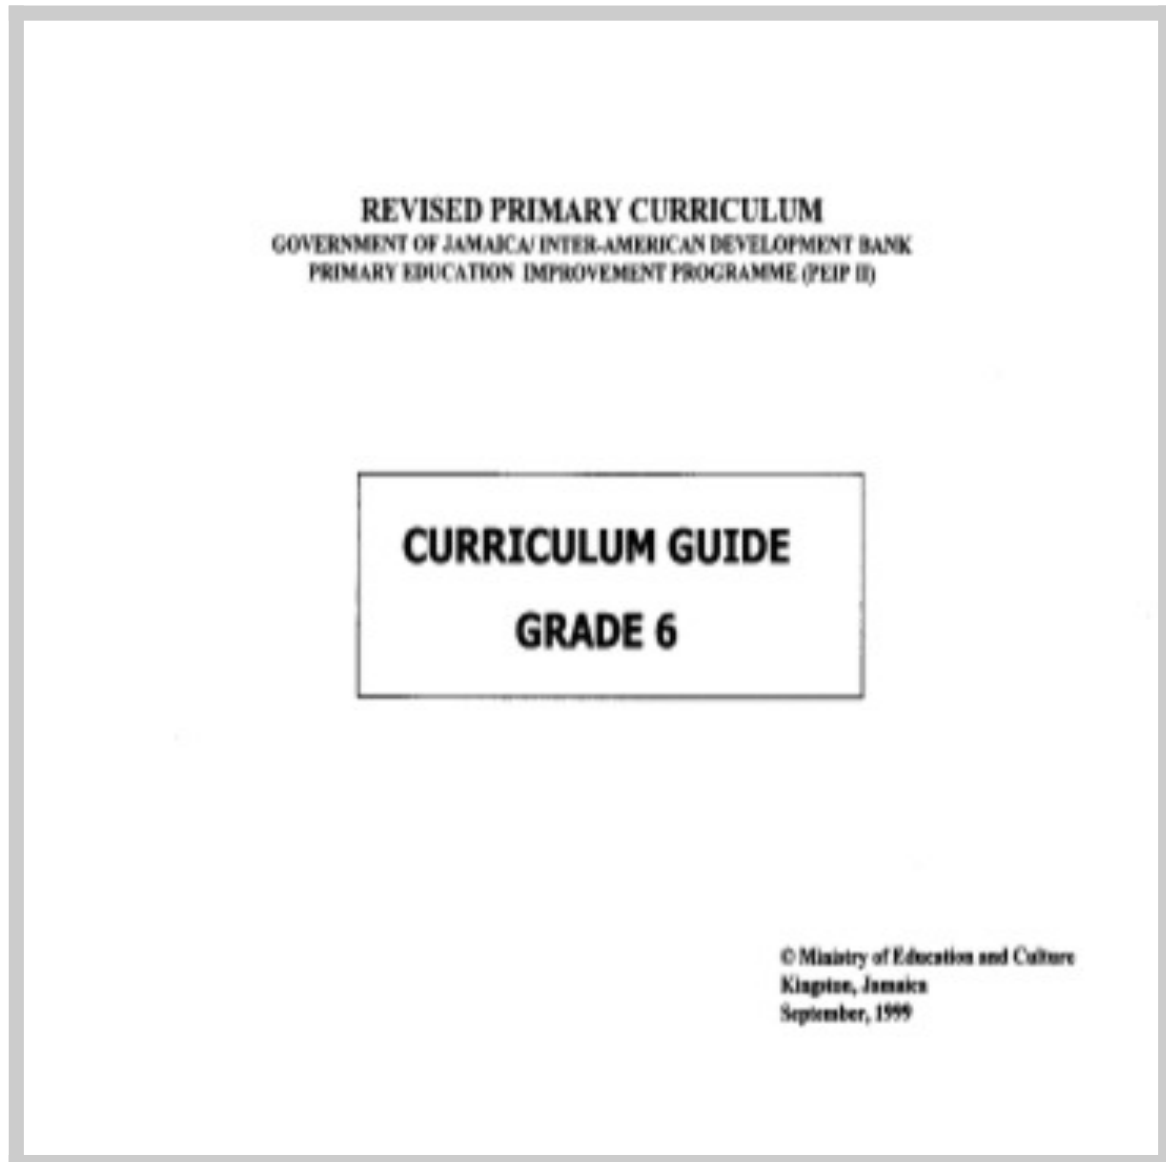 REVISED PRIMARY CURRICULUM
GOVERNMENT OF JAMAICA/ INTER-AMERICAN DEVELOPMENT BANK
PRIMARY EDUCATION IMPROVEMENT PROGRAMME (PEIP II)
CURRICULUM GUIDE
GRADE 6
© Ministry of Education and Culture
Kingston, Jamaica
September, 1999